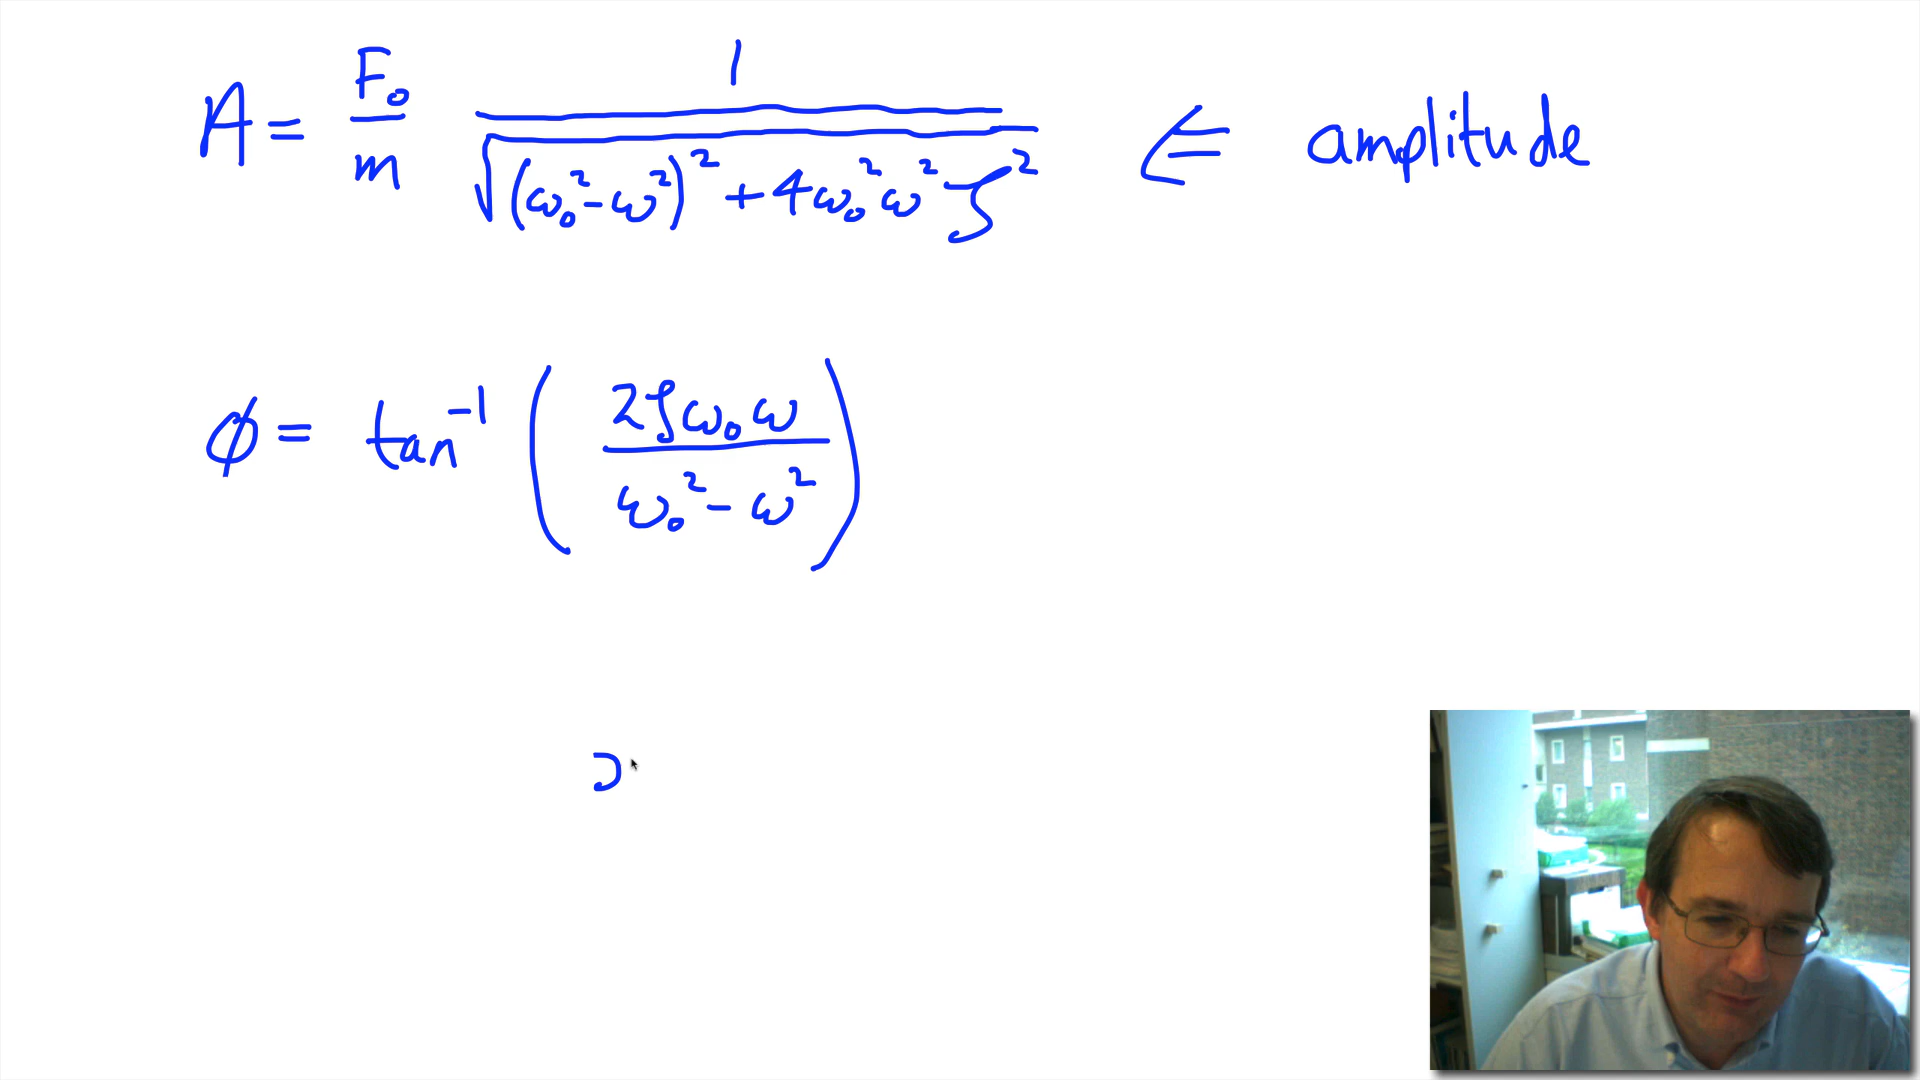 A = F₀/m 1/√((ω₀² - ω²)² + 4ω₀²ω²ζ²) ⇐ amplitude
ϕ = tan⁻¹ (2ζω₀ω / ω₀² - ω²)